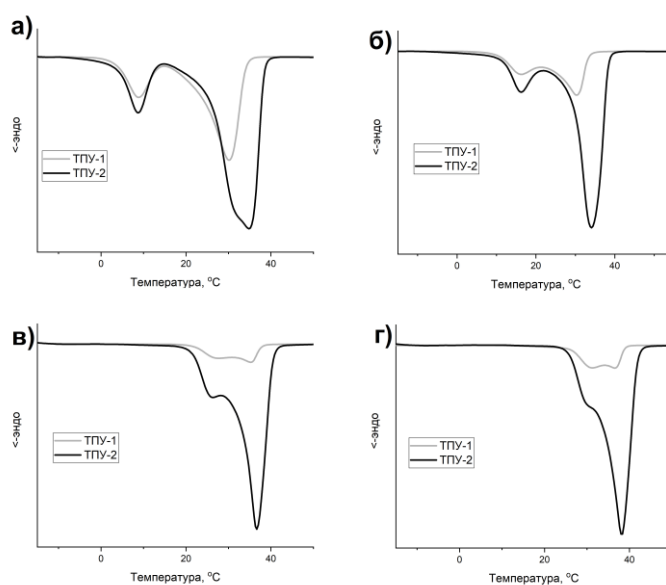 а)
<-эндо
ТПУ-1
ТПУ-2
0 20 40
Температура, °C
б)
<-эндо
ТПУ-1
ТПУ-2
0 20 40
Температура, °C
в)
<-эндо
ТПУ-1
ТПУ-2
0 20 40
Температура, °C
г)
<-эндо
ТПУ-1
ТПУ-2
0 20 40
Температура, °C